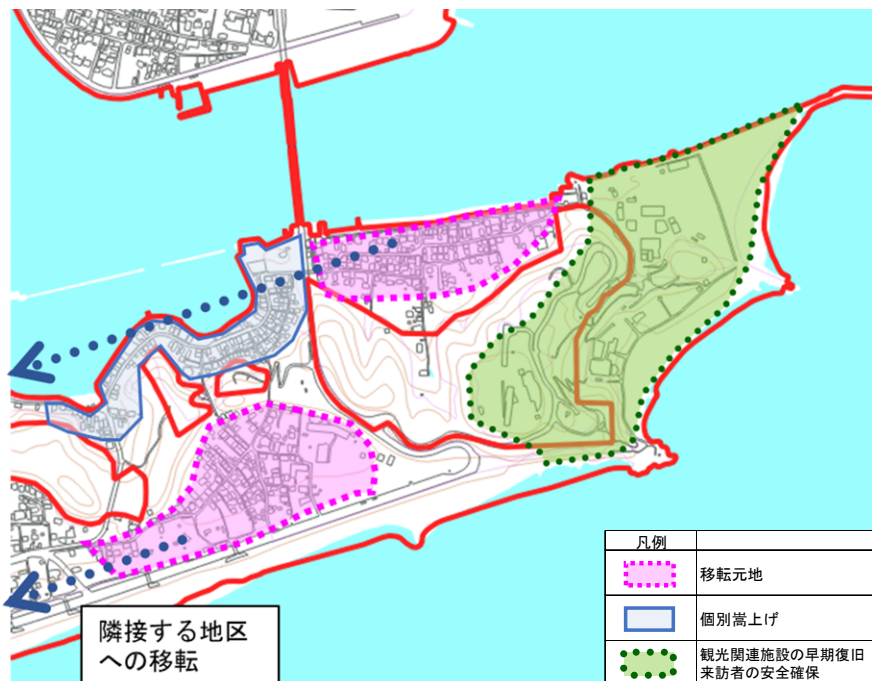 隣接する地区
への移転
凡例
移転元地
個別嵩上げ
観光関連施設の早期復旧
来訪者の安全確保